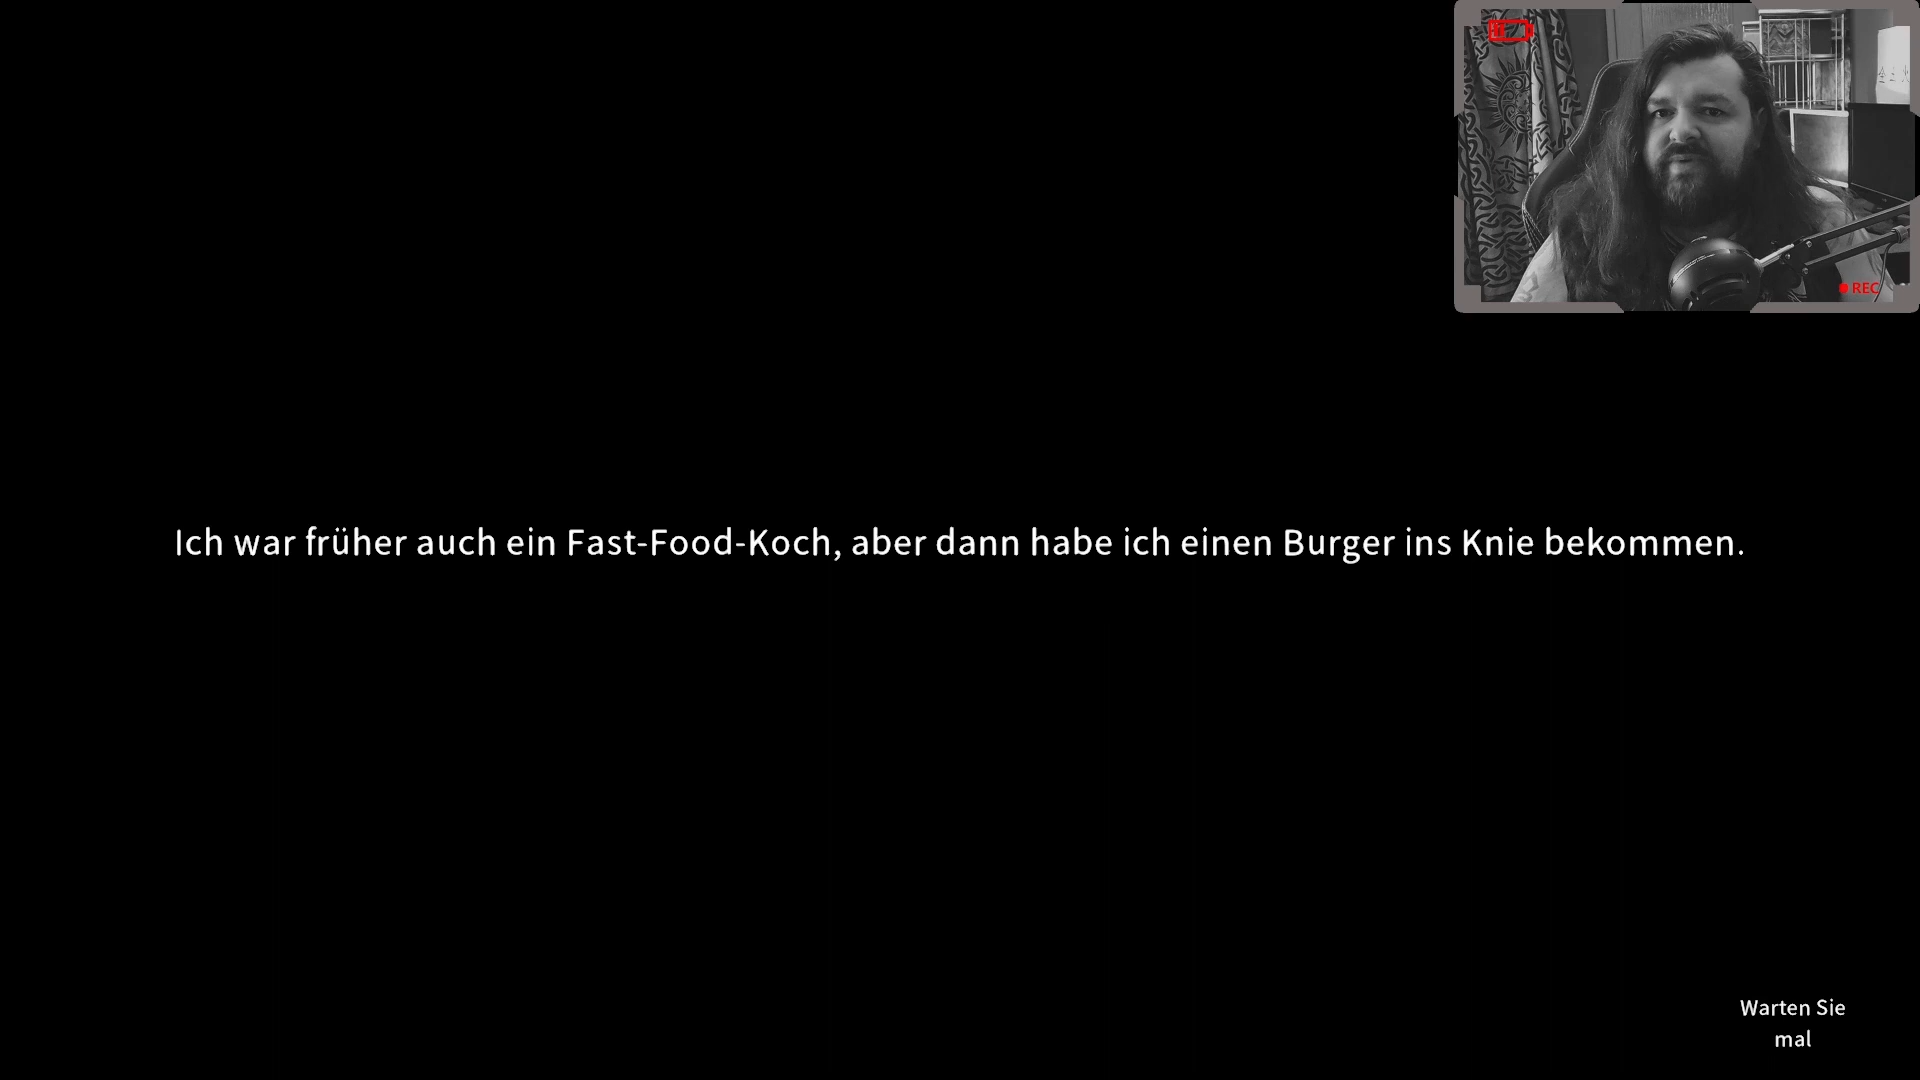 REC
Ich war früher auch ein Fast-Food-Koch, aber dann habe ich einen Burger ins Knie bekommen.
Warten Sie
mal